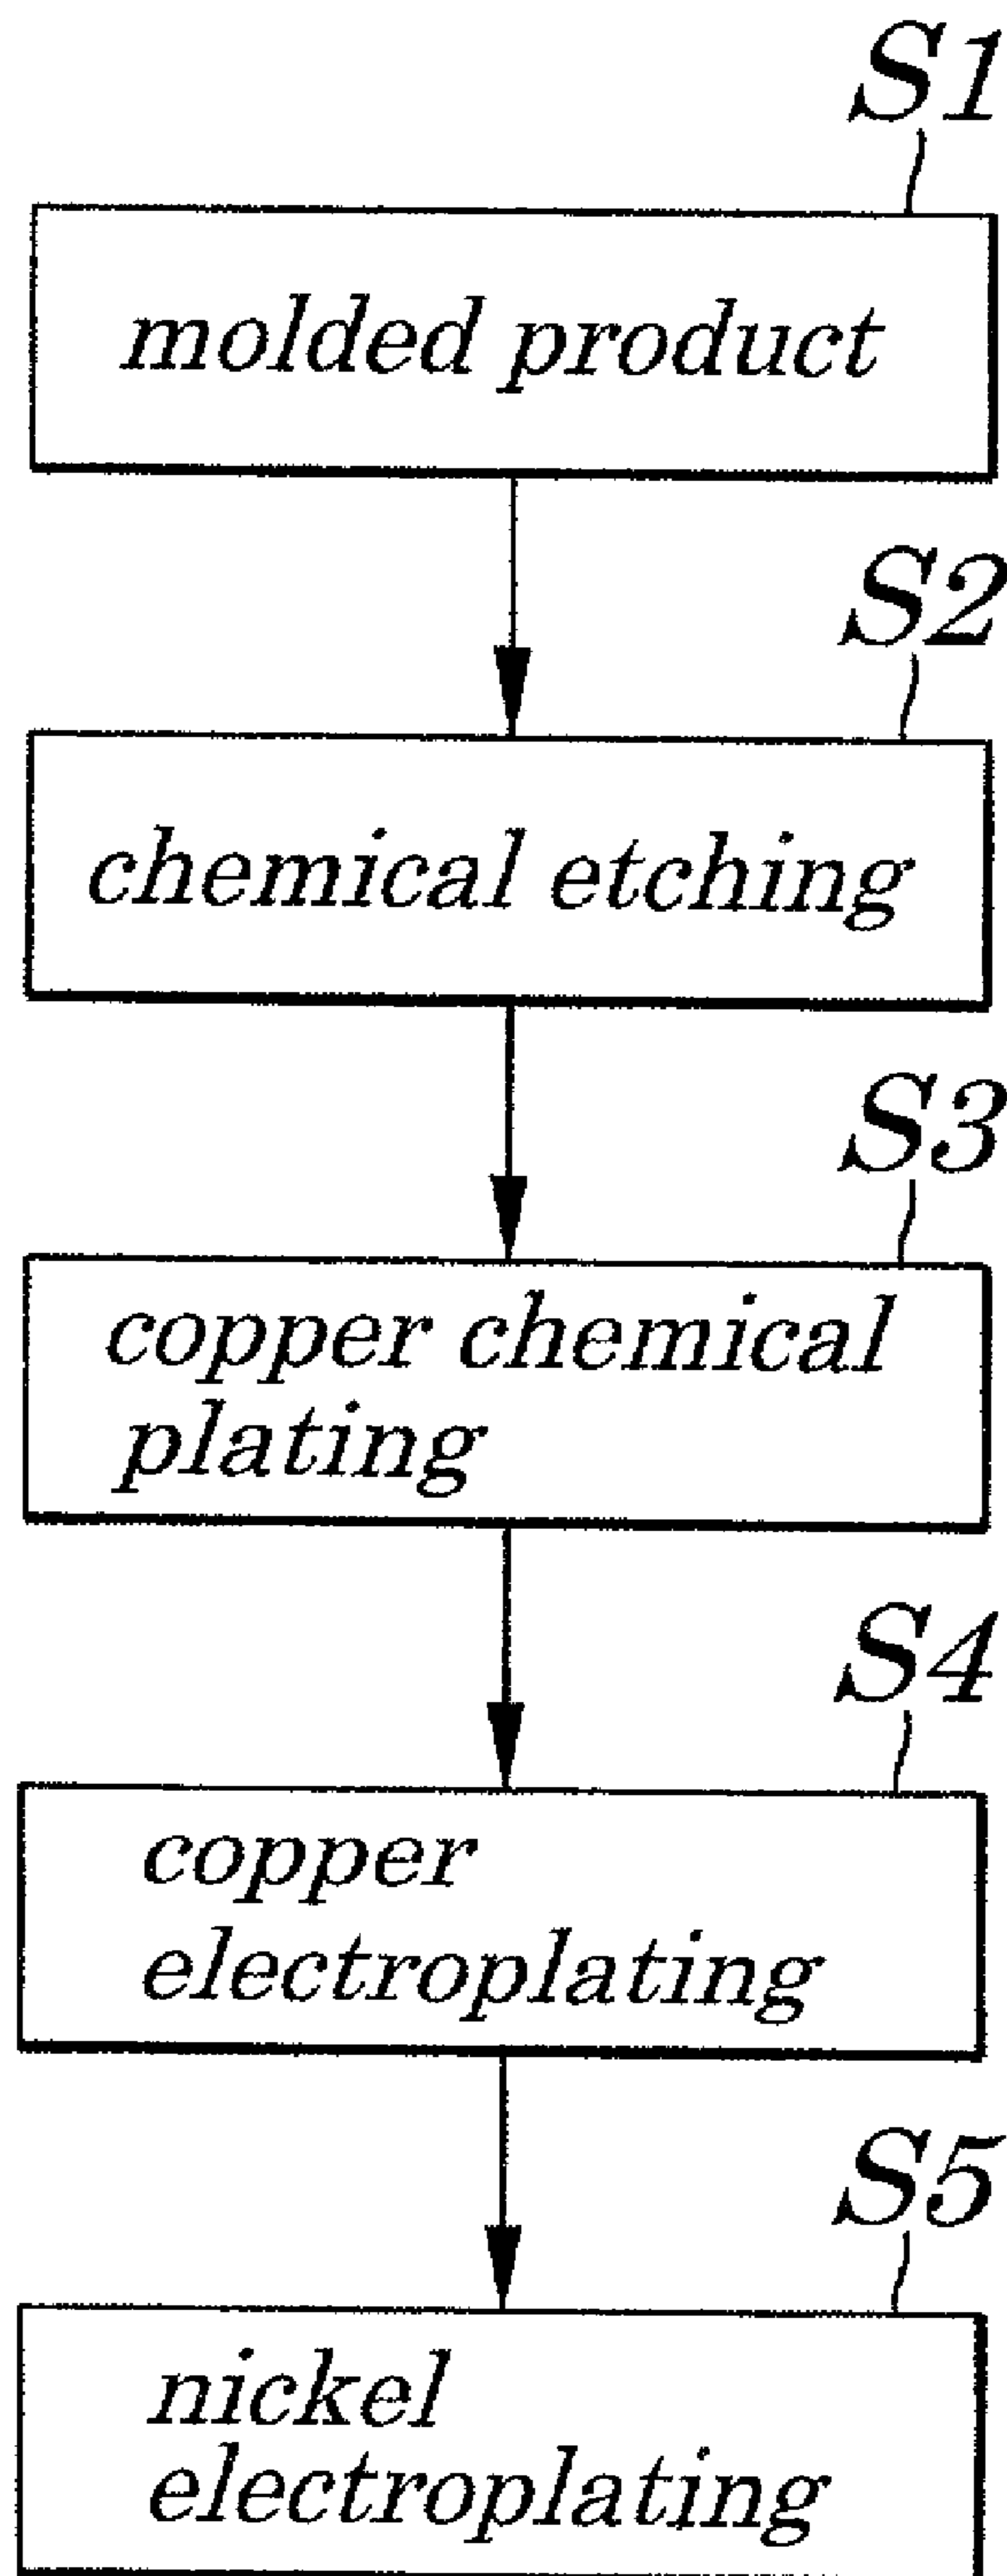 S1
molded product
S2
chemical etching
S3
copper chemical
plating
S4
copper
electroplating
S5
nickel
electroplating